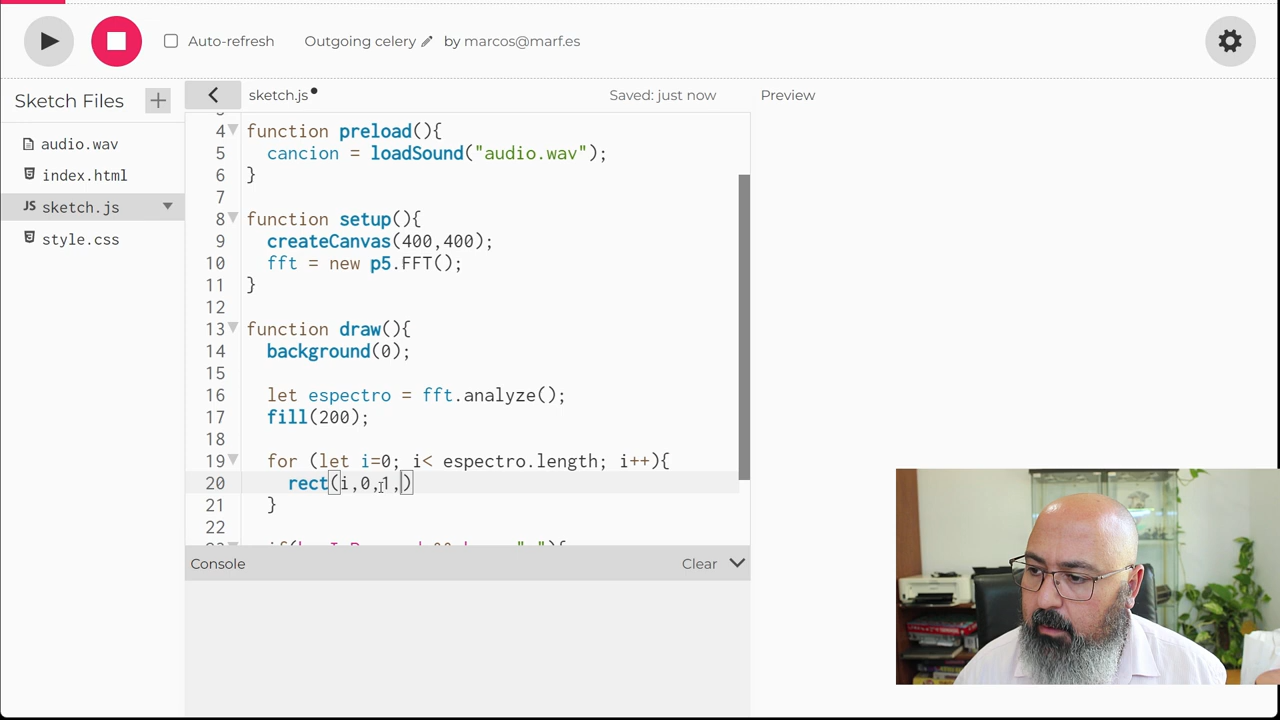 Auto-refresh
Outgoing celery
by marcos@marf.es
Sketch Files
sketch.js
Saved: just now
Preview
audio.wav
index.html
JS sketch.js
style.css
4 function preload(){
5 cancion = loadSound("audio.wav");
6 }
7
8 function setup(){
9 createCanvas(400,400);
10 fft = new p5.FFT();
11 }
12
13 function draw(){
14 background(0);
15
16 let espectro = fft.analyze();
17 fill(200);
18
19 for (let i=0; i< espectro.length; i++){
20 rect(i,0,1,)
21 }
22
Console
Clear